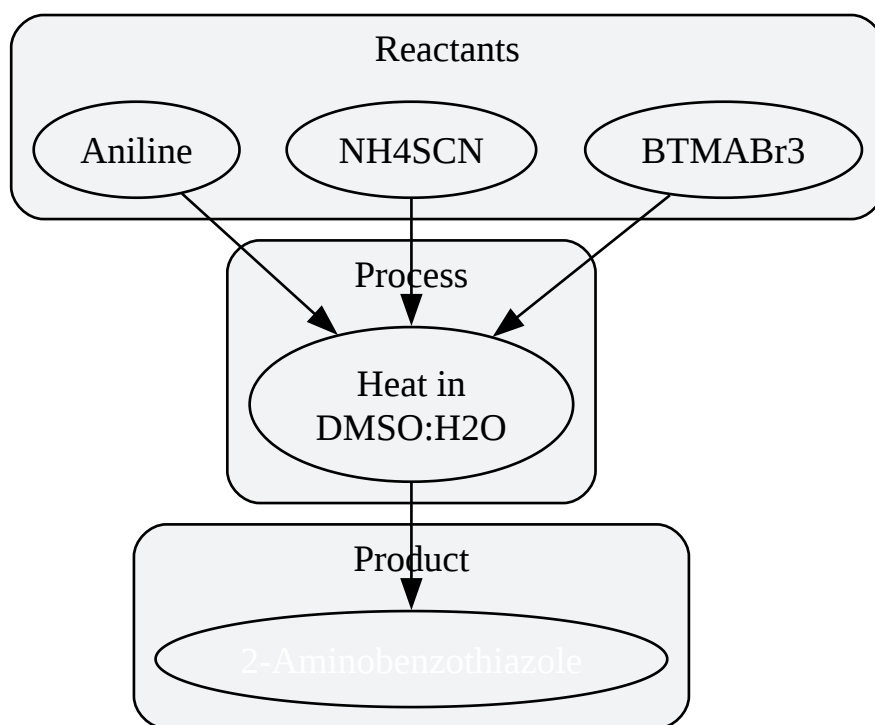 Reactants
Aniline
NH4SCN
BTMABr3
Process
Heat in
DMSO:H2O
Product
2-Aminobenzothiazole